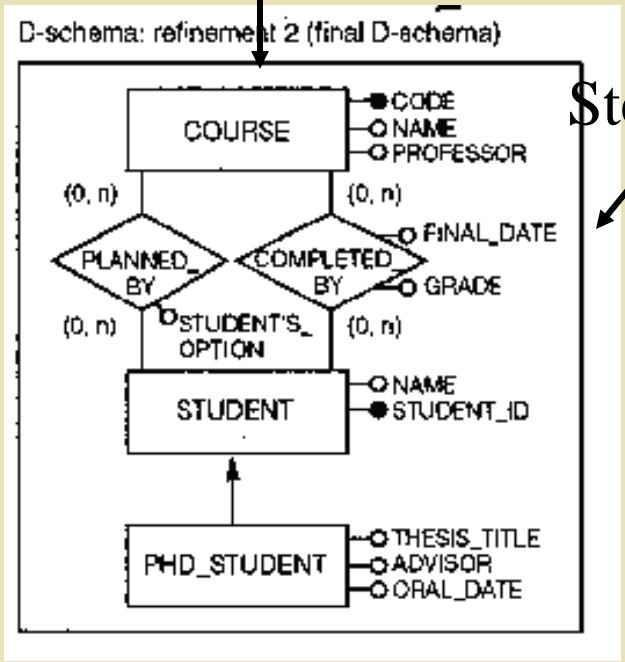 D-schema: refinement 2 (final D-schema)
CODE
COURSE
NAME
PROFESSOR
(0, n)
(0, n)
FINAL_DATE
PLANNED_
BY
COMPLETED_
BY
GRADE
(0, n)
STUDENT'S_
OPTION
(0, n)
NAME
STUDENT
STUDENT_ID
THESIS_TITLE
PHD_STUDENT
ADVISOR
ORAL_DATE